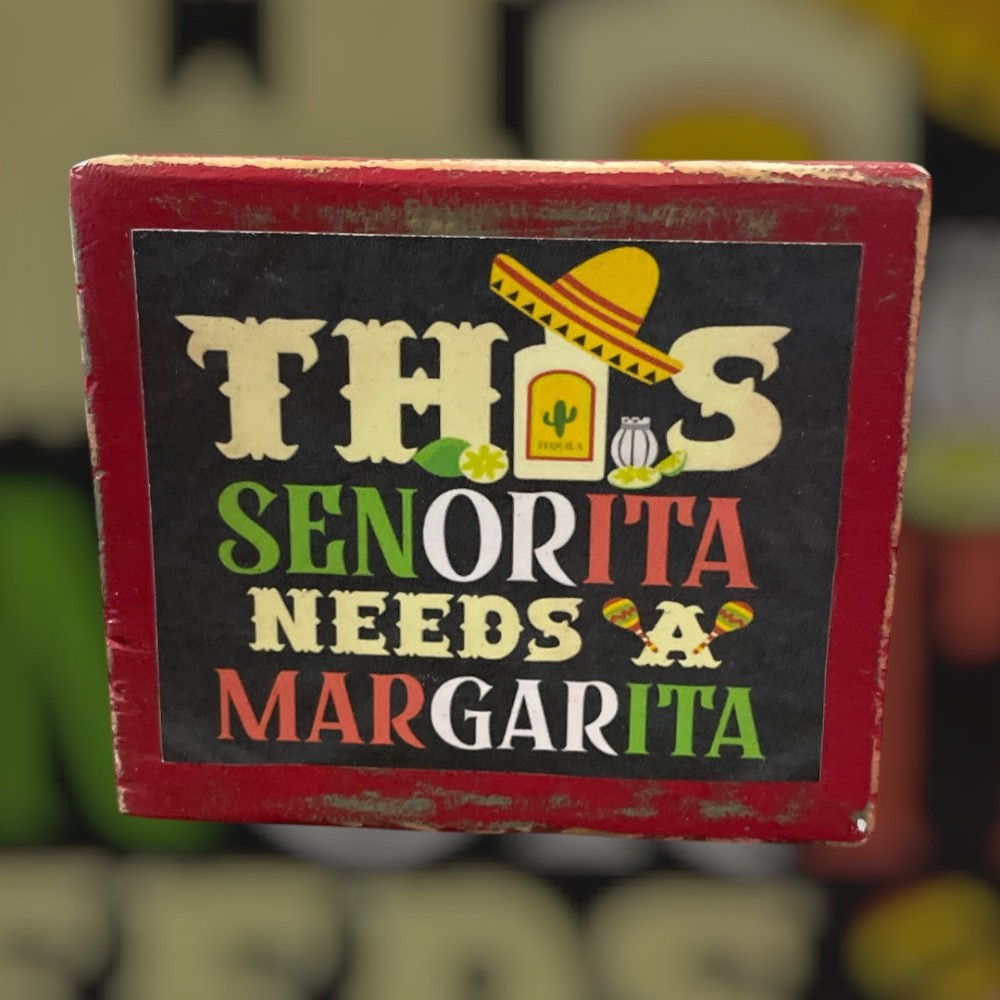 THIS
TEQUILA
SENORITA
NEEDS A
MARGARITA